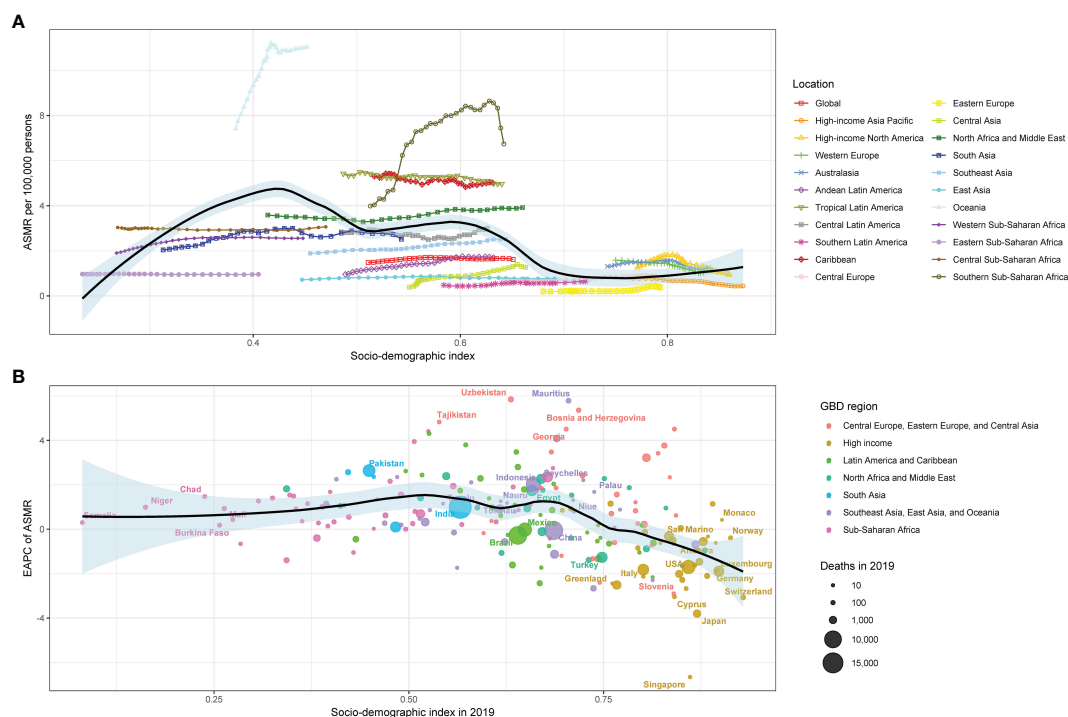 A
ASMR per 100,000 persons
8
4
0
0.4
0.6
0.8
Socio-demographic index
Location
Global
High-income Asia Pacific
High-income North America
Western Europe
Australasia
Andean Latin America
Tropical Latin America
Central Latin America
Southern Latin America
Caribbean
Central Europe
Eastern Europe
Central Asia
North Africa and Middle East
South Asia
Southeast Asia
East Asia
Oceania
Western Sub-Saharan Africa
Eastern Sub-Saharan Africa
Central Sub-Saharan Africa
Southern Sub-Saharan Africa
B
EAPC of ASMR
4
0
-4
0.25
0.50
0.75
Socio-demographic index in 2019
Uzbekistan
Mauritius
Tajikistan
Bosnia and Herzegovina
Georgia
Pakistan
Seychelles
Indonesia
Palau
Chad
Nauru
Egypt
Niger
Niue
Mali
India
Monaco
Somalia
Mexico
San Marino
Burkina Faso
Brazil
China
Norway
Andorra
Turkey
USA
Luxembourg
Italy
Greenland
Germany
Slovenia
Switzerland
Cyprus
Japan
Singapore
GBD region
Central Europe, Eastern Europe, and Central Asia
High income
Latin America and Caribbean
North Africa and Middle East
South Asia
Southeast Asia, East Asia, and Oceania
Sub-Saharan Africa
Deaths in 2019
10
100
1,000
10,000
15,000